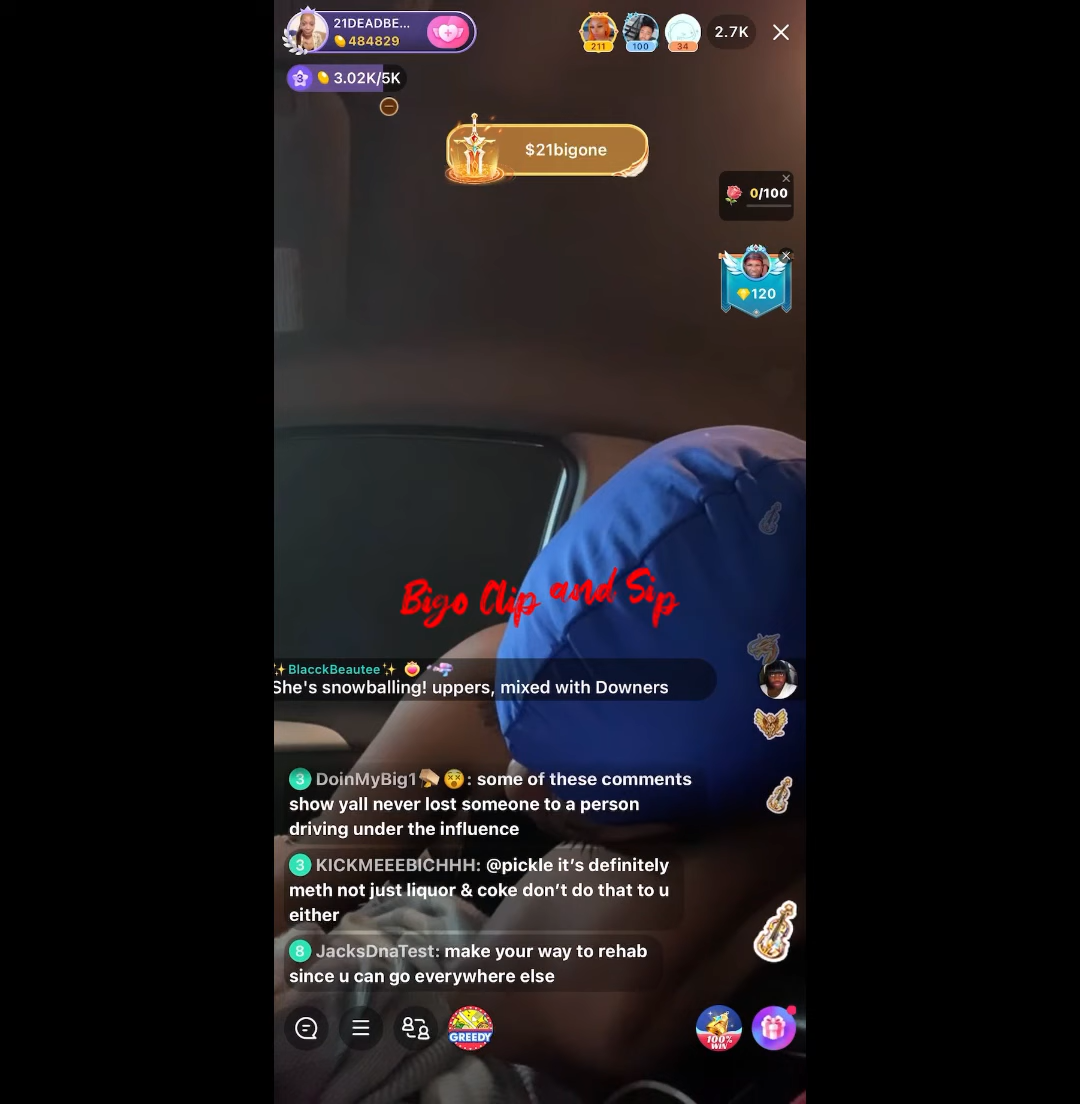 21DEADBE...
484829
211
100
34
2.7K
3
3.02K/5K
$21bigone
0/100
120
Bigo Clip and Sip
✨BlacckBeautee✨
She's snowballing! uppers, mixed with Downers
3 DoinMyBig1: some of these comments
show yall never lost someone to a person
driving under the influence
3 KICKMEEEBICHHH: @pickle it’s definitely
meth not just liquor & coke don’t do that to u
either
8 JacksDnaTest: make your way to rehab
since u can go everywhere else
GREEDY
100%
WIN